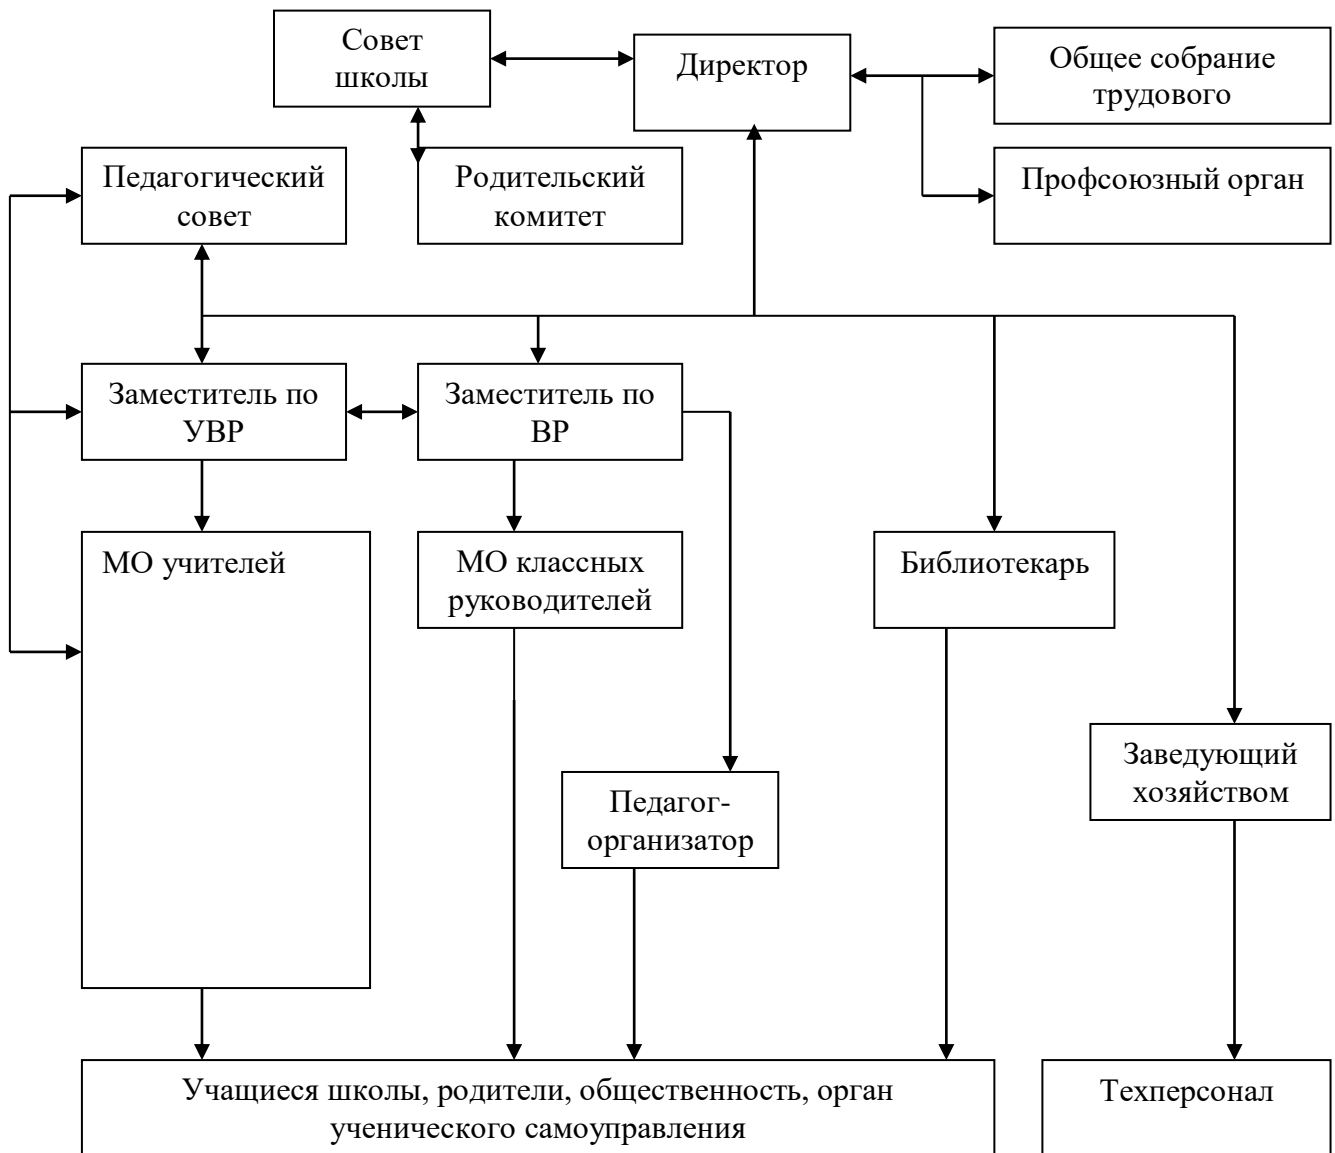 Совет
школы
Директор
Общее собрание
трудового
Педагогический
совет
Родительский
комитет
Профсоюзный орган
Заместитель по
УВР
Заместитель по
ВР
МО учителей
МО классных
руководителей
Библиотекарь
Заведующий
хозяйством
Педагог-
организатор
Учащиеся школы, родители, общественность, орган
ученического самоуправления
Техперсонал